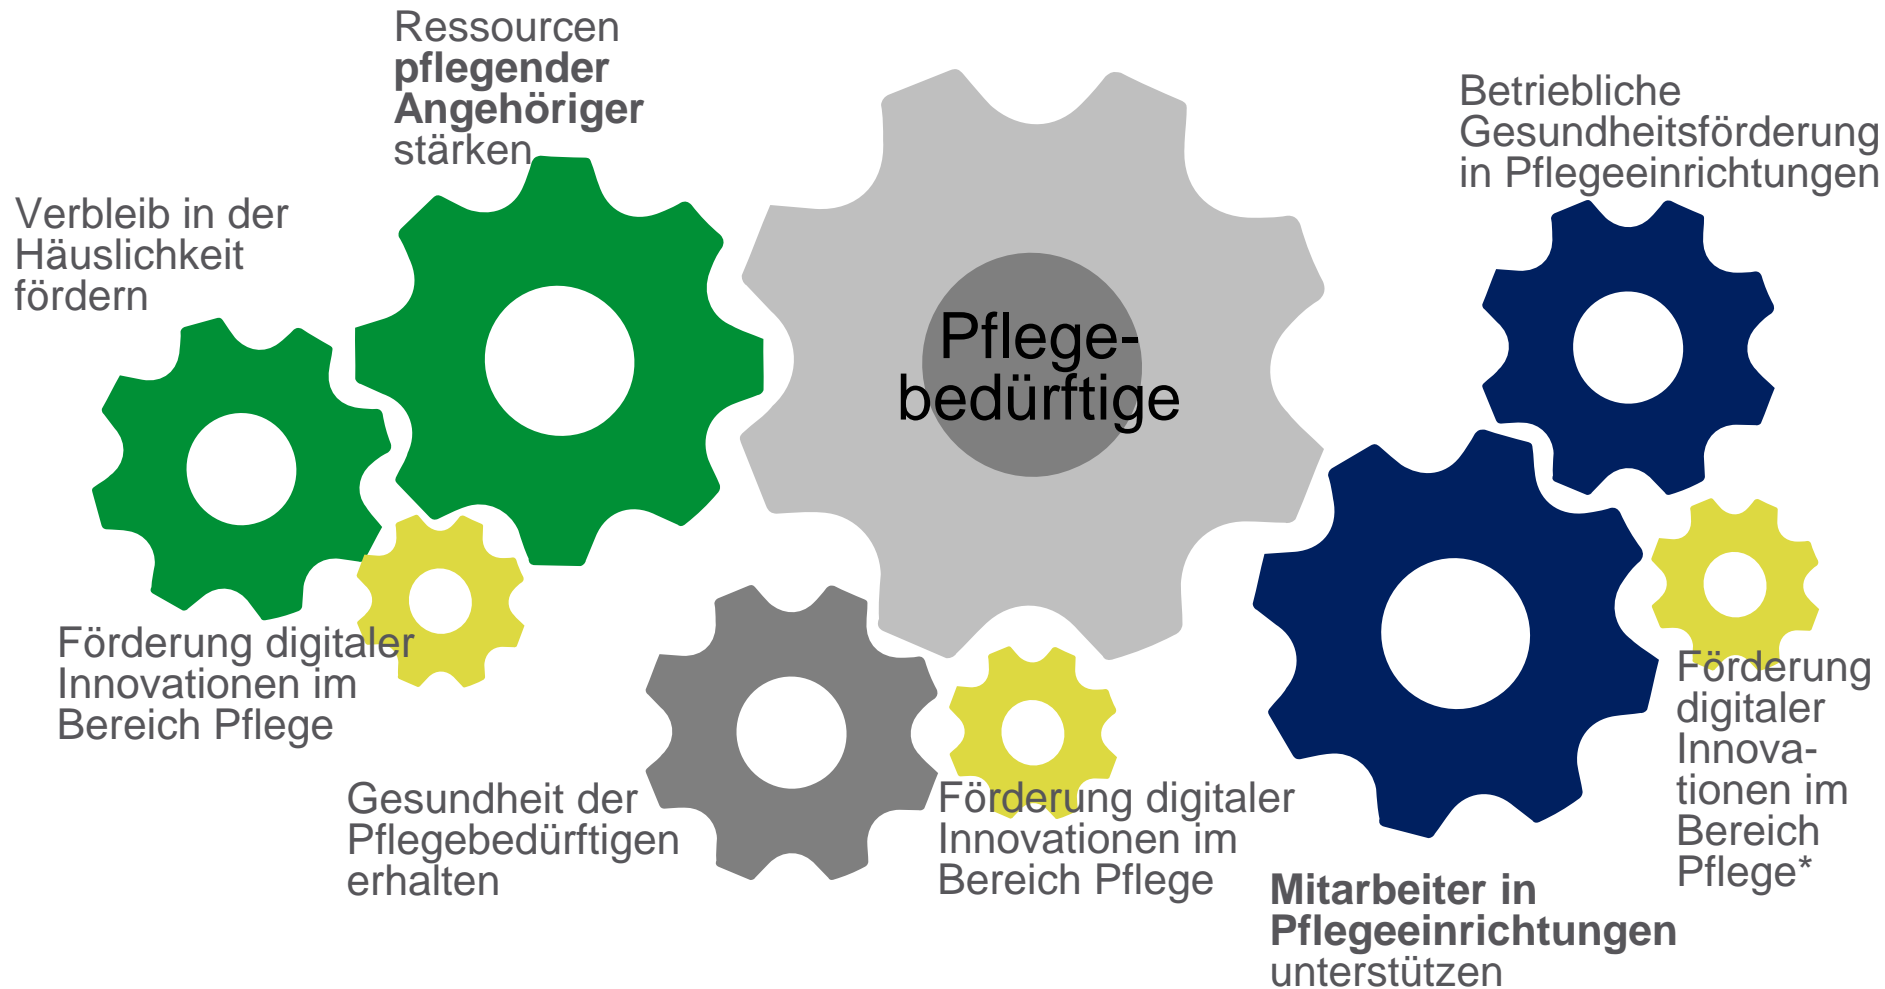 Ressourcen
pflegender
Angehöriger
stärken
Betriebliche
Gesundheitsförderung
in Pflegeeinrichtungen
Verbleib in der
Häuslichkeit
fördern
Pflege-
bedürftige
Förderung digitaler
Innovationen im
Bereich Pflege
Gesundheit der
Pflegebedürftigen
erhalten
Förderung digitaler
Innovationen im
Bereich Pflege
Förderung
digitaler
Innova-
tionen im
Bereich
Pflege*
Mitarbeiter in
Pflegeeinrichtungen
unterstützen